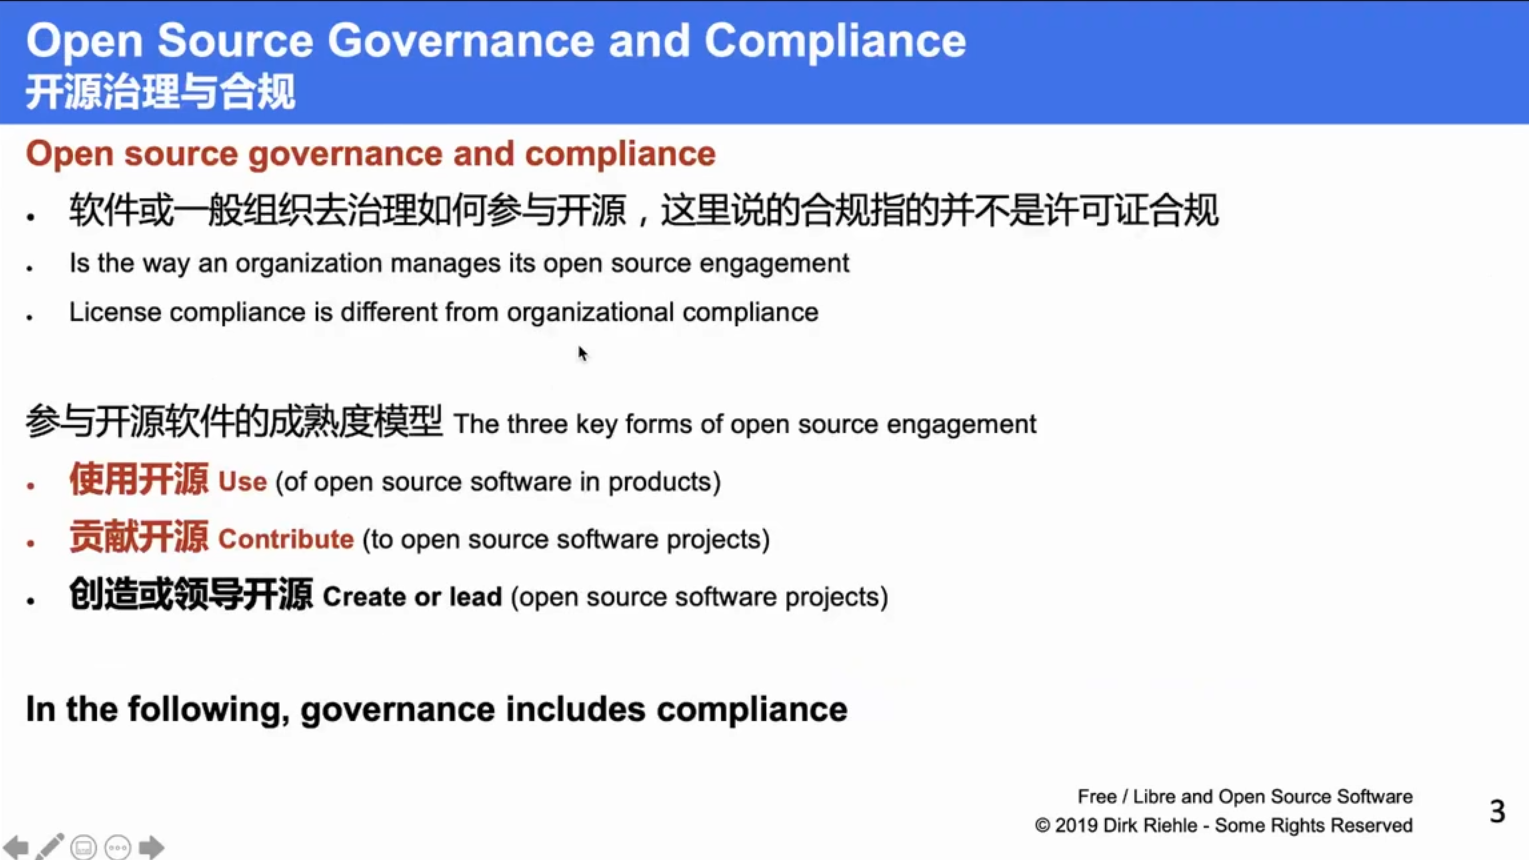 Open Source Governance and Compliance
开源治理与合规
Open source governance and compliance
• 软件或一般组织去治理如何参与开源，这里说的合规指的并不是许可证合规
• Is the way an organization manages its open source engagement
• License compliance is different from organizational compliance
参与开源软件的成熟度模型 The three key forms of open source engagement
• 使用开源 Use (of open source software in products)
• 贡献开源 Contribute (to open source software projects)
• 创造或领导开源 Create or lead (open source software projects)
In the following, governance includes compliance
Free / Libre and Open Source Software
© 2019 Dirk Riehle - Some Rights Reserved
3